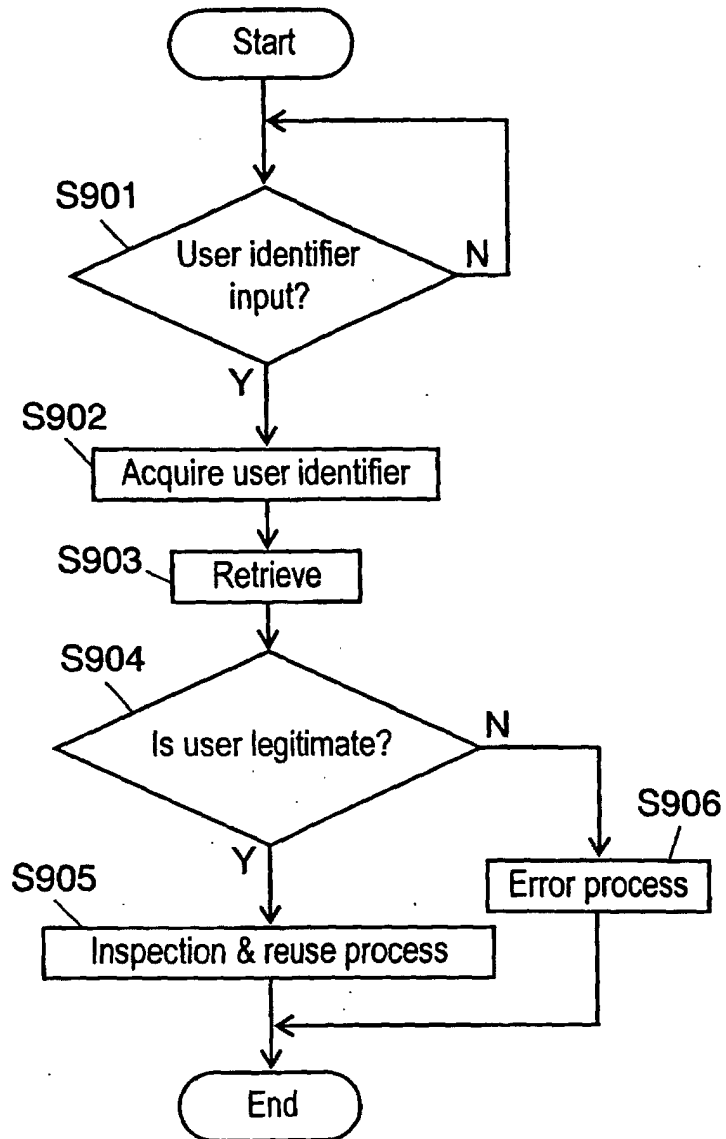 Start
S901
User identifier
input?
N
Y
S902
Acquire user identifier
S903
Retrieve
S904
Is user legitimate?
N
Y
S906
Error process
S905
Inspection & reuse process
End